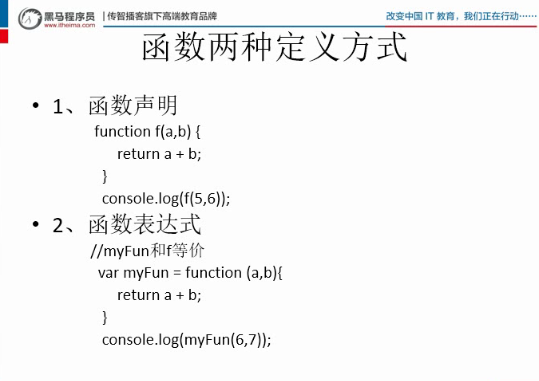 黑马程序员
www.itheima.com
传智播客旗下高端教育品牌
改变中国 IT 教育，我们正在行动······
函数两种定义方式
• 1、函数声明
function f(a,b) {
return a + b;
}
console.log(f(5,6));
• 2、函数表达式
//myFun和f等价
var myFun = function (a,b){
return a + b;
}
console.log(myFun(6,7));